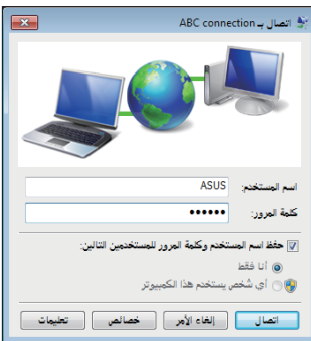 اتصال بـ ABC connection
اسم المستخدم: ASUS
كلمة المرور: ••••••
حفظ اسم المستخدم وكلمة المرور للمستخدمين التاليين:
أنا فقط
أي شخص يستخدم هذا الكمبيوتر
اتصال إلغاء الأمر خصائص تعليمات